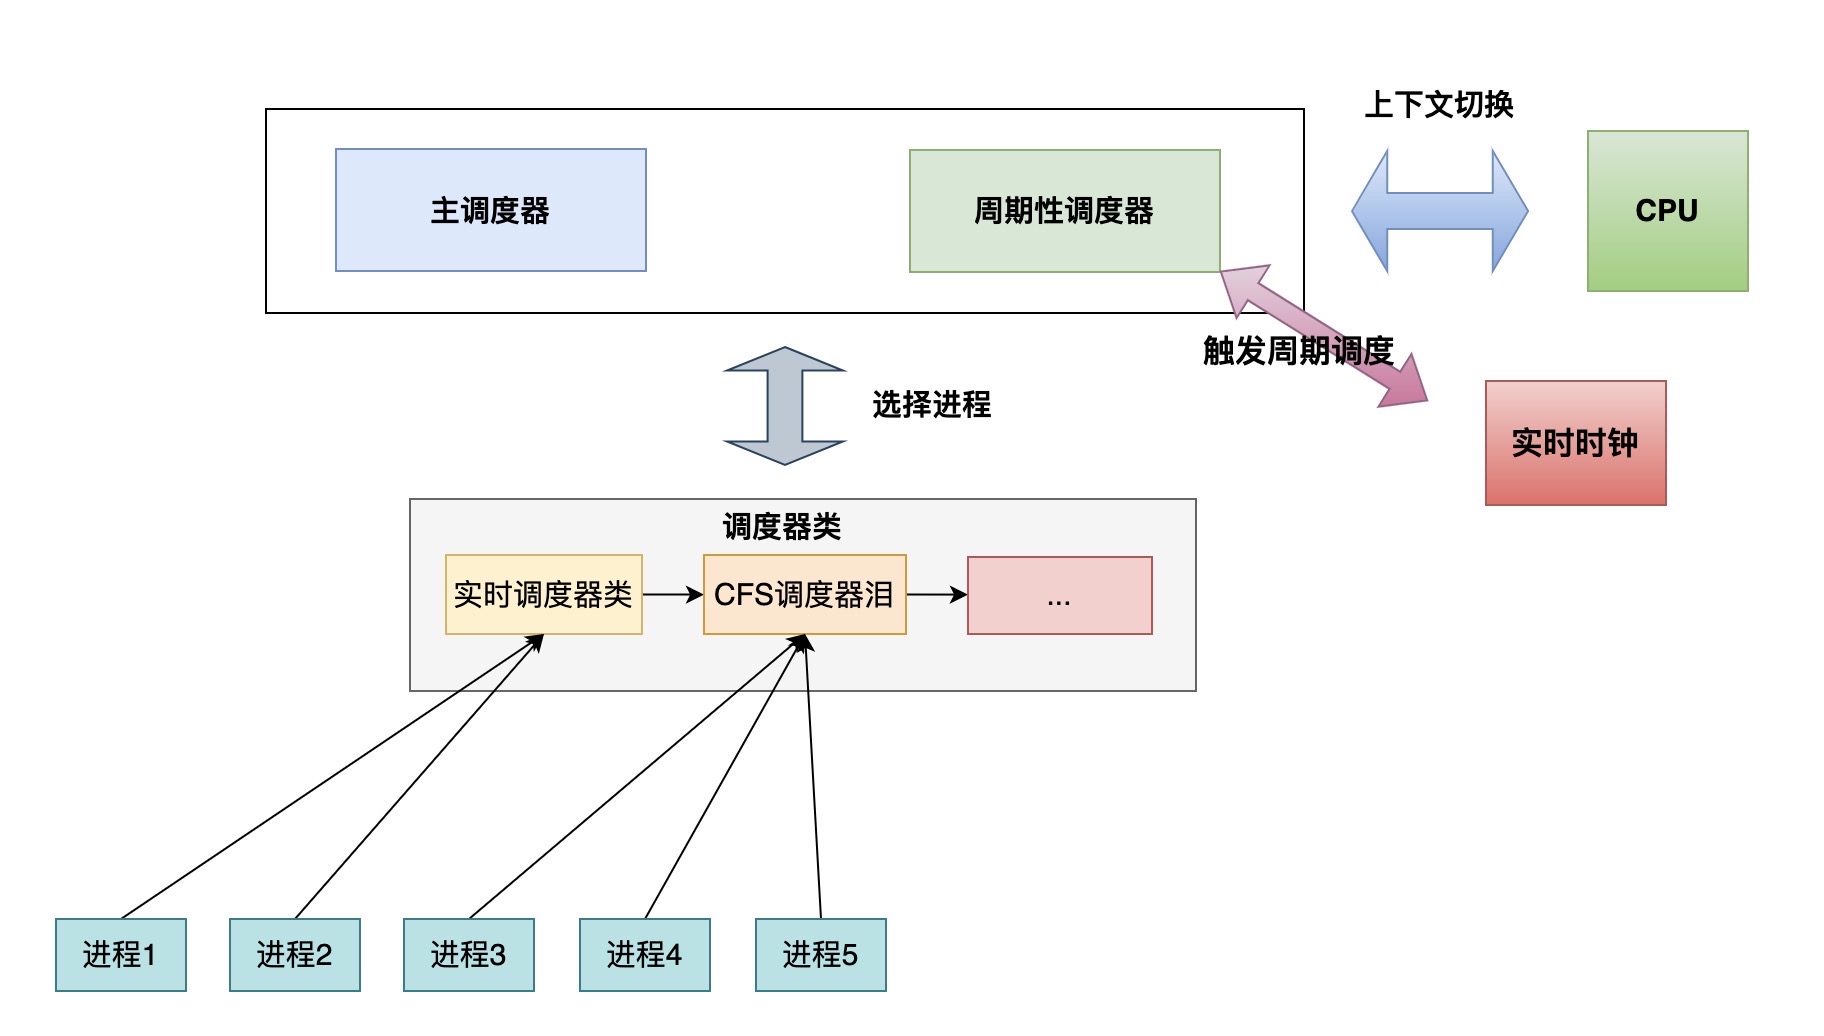 上下文切换
主调度器
周期性调度器
CPU
触发周期调度
选择进程
实时时钟
调度器类
实时调度器类
CFS调度器泪
...
进程1
进程2
进程3
进程4
进程5